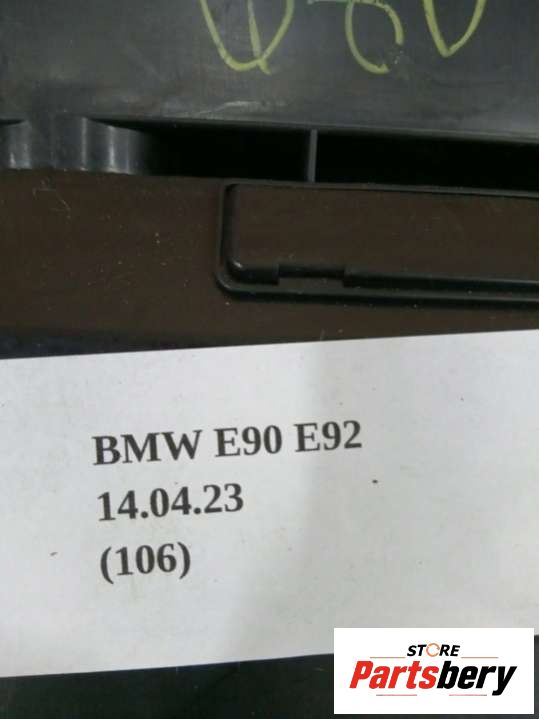 BMW E90 E92
14.04.23
(106)
STORE
Partsbery